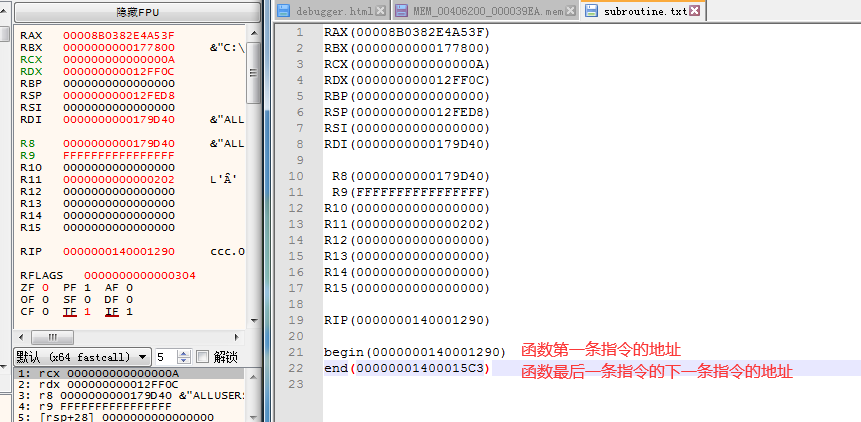 隐藏FPU
RAX 00008B0382E4A53F
RBX 0000000000177800 &"C:\
RCX 000000000000000A
RDX 000000000012FF0C
RBP 0000000000000000
RSP 000000000012FED8
RSI 0000000000000000
RDI 0000000000179D40 &"ALL
R8 0000000000179D40 &"ALL
R9 FFFFFFFFFFFFFFFF
R10 0000000000000000
R11 0000000000000202 L'Â'
R12 0000000000000000
R13 0000000000000000
R14 0000000000000000
R15 0000000000000000
RIP 0000000140001290 ccc.0
RFLAGS 0000000000000304
ZF 0 PF 1 AF 0
OF 0 SF 0 DF 0
CF 0 TF 1 IF 1
默认 (x64 fastcall) 5 解锁
1: rcx 000000000000000A
2: rdx 000000000012FF0C
3: r8 0000000000179D40 &"ALLUSER:
4: r9 FFFFFFFFFFFFFFFF
5: [rsp+28] 0000000000000000
debugger.html MEM_00406200_000039EA.mem subroutine.txt
1 RAX(00008B0382E4A53F)
2 RBX(0000000000177800)
3 RCX(000000000000000A)
4 RDX(000000000012FF0C)
5 RBP(0000000000000000)
6 RSP(000000000012FED8)
7 RSI(0000000000000000)
8 RDI(0000000000179D40)
9
10 R8(0000000000179D40)
11 R9(FFFFFFFFFFFFFFFF)
12 R10(0000000000000000)
13 R11(0000000000000202)
14 R12(0000000000000000)
15 R13(0000000000000000)
16 R14(0000000000000000)
17 R15(0000000000000000)
18
19 RIP(0000000140001290)
20
21 begin(0000000140001290) 函数第一条指令的地址
22 end(00000001400015C3) 函数最后一条指令的下一条指令的地址
23